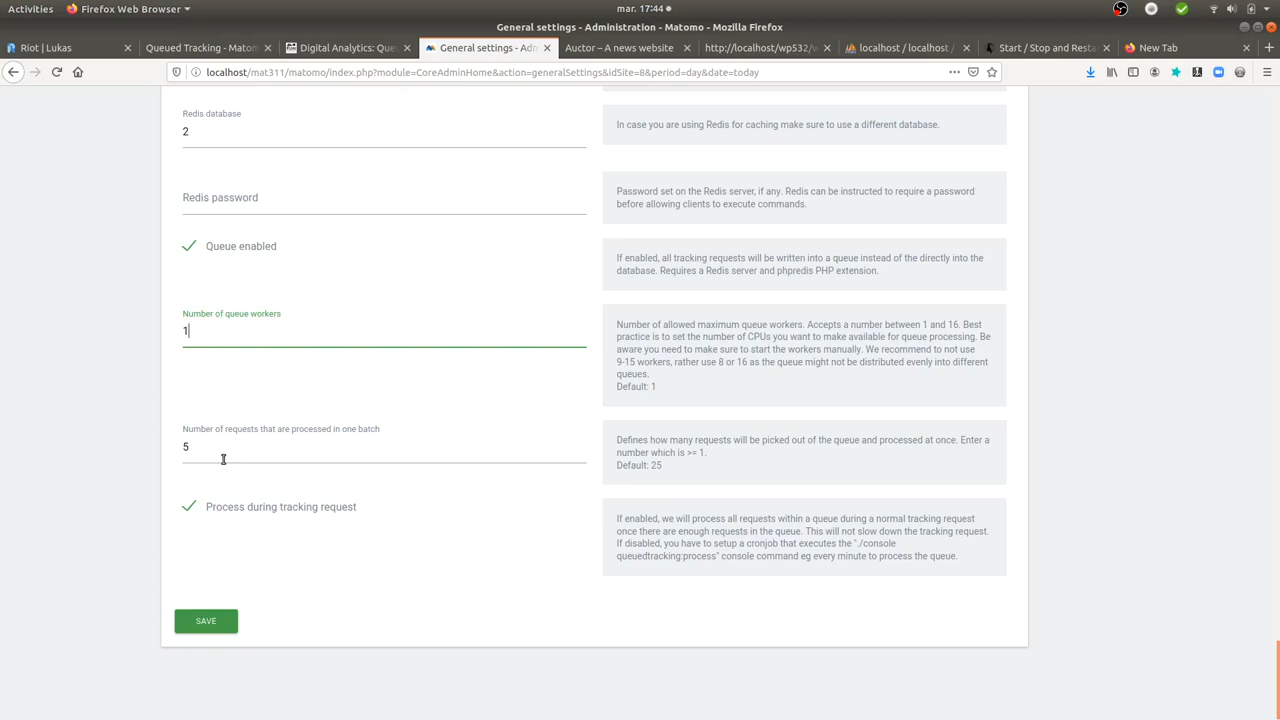 Activities
Firefox Web Browser
mar. 17:44
General settings - Administration - Matomo - Mozilla Firefox
Riot | Lukas
Queued Tracking - Matom
Digital Analytics: Queue
General settings - Adm
Auctor – A news website
http://localhost/wp532/w
localhost / localhost /
Start / Stop and Resta
New Tab
localhost/mat311/matomo/index.php?module=CoreAdminHome&action=generalSettings&idSite=8&period=day&date=today
Redis database
2
In case you are using Redis for caching make sure to use a different database.
Redis password
Password set on the Redis server, if any. Redis can be instructed to require a password
before allowing clients to execute commands.
Queue enabled
If enabled, all tracking requests will be written into a queue instead of the directly into the
database. Requires a Redis server and phpredis PHP extension.
Number of queue workers
1
Number of allowed maximum queue workers. Accepts a number between 1 and 16. Best
practice is to set the number of CPUs you want to make available for queue processing. Be
aware you need to make sure to start the workers manually. We recommend to not use
9-15 workers, rather use 8 or 16 as the queue might not be distributed evenly into different
queues.
Default: 1
Number of requests that are processed in one batch
5
Defines how many requests will be picked out of the queue and processed at once. Enter a
number which is >= 1.
Default: 25
Process during tracking request
If enabled, we will process all requests within a queue during a normal tracking request
once there are enough requests in the queue. This will not slow down the tracking request.
If disabled, you have to setup a cronjob that executes the "./console
queuedtracking:process" console command eg every minute to process the queue.
SAVE